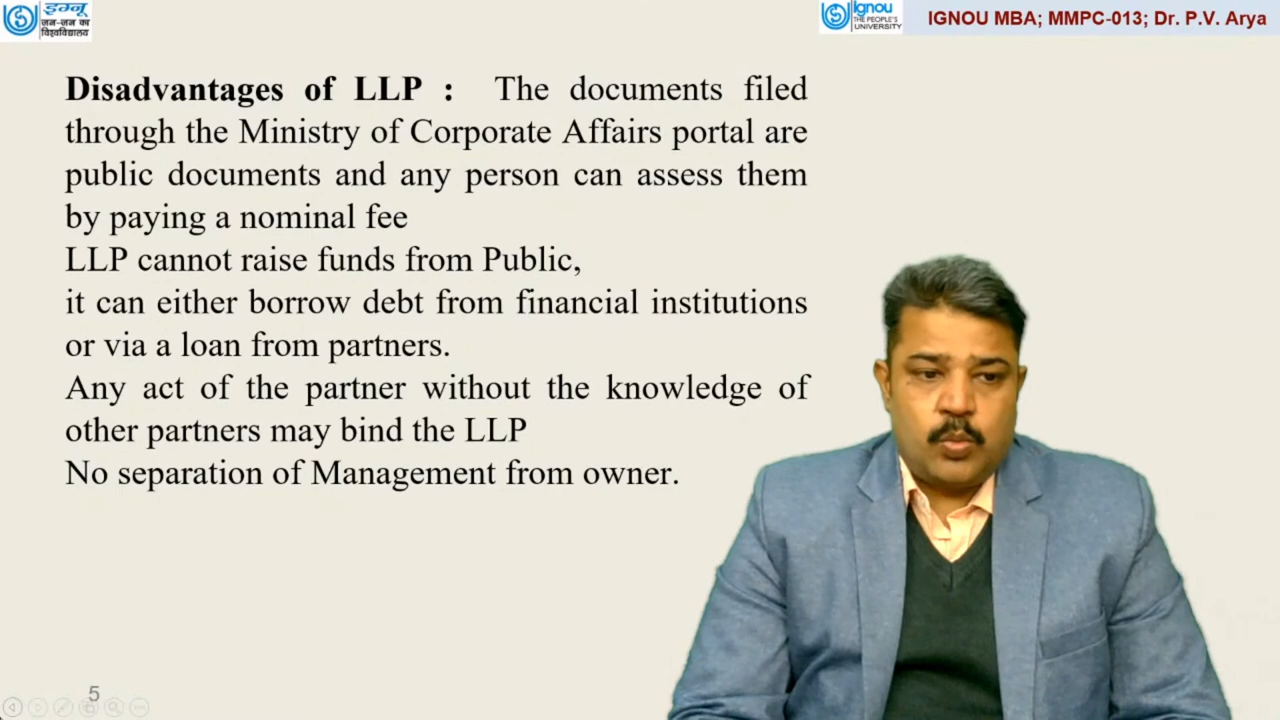 इग्नू
जन-जन का
विश्वविद्यालय
ignou
THE PEOPLE'S
UNIVERSITY
IGNOU MBA; MMPC-013; Dr. P.V. Arya
Disadvantages of LLP : The documents filed
through the Ministry of Corporate Affairs portal are
public documents and any person can assess them
by paying a nominal fee
LLP cannot raise funds from Public,
it can either borrow debt from financial institutions
or via a loan from partners.
Any act of the partner without the knowledge of
other partners may bind the LLP
No separation of Management from owner.
5